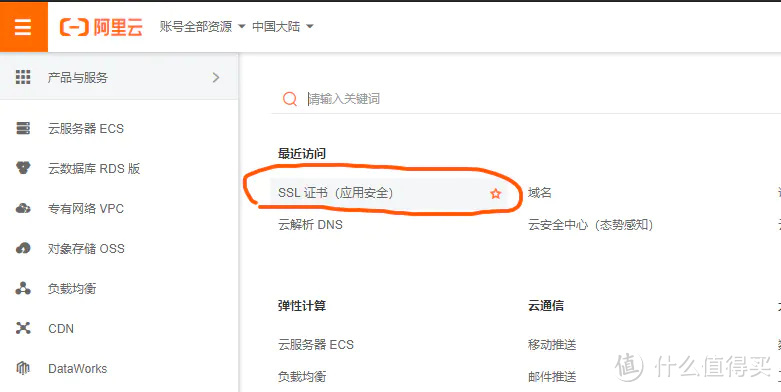 阿里云 账号全部资源 中国大陆
产品与服务
请输入关键词
云服务器 ECS
云数据库 RDS 版
专有网络 VPC
对象存储 OSS
负载均衡
CDN
DataWorks
最近访问
SSL 证书（应用安全） 域名
云解析 DNS 云安全中心（态势感知）
弹性计算 云通信
云服务器 ECS 移动推送
负载均衡 邮件推送
值 什么值得买